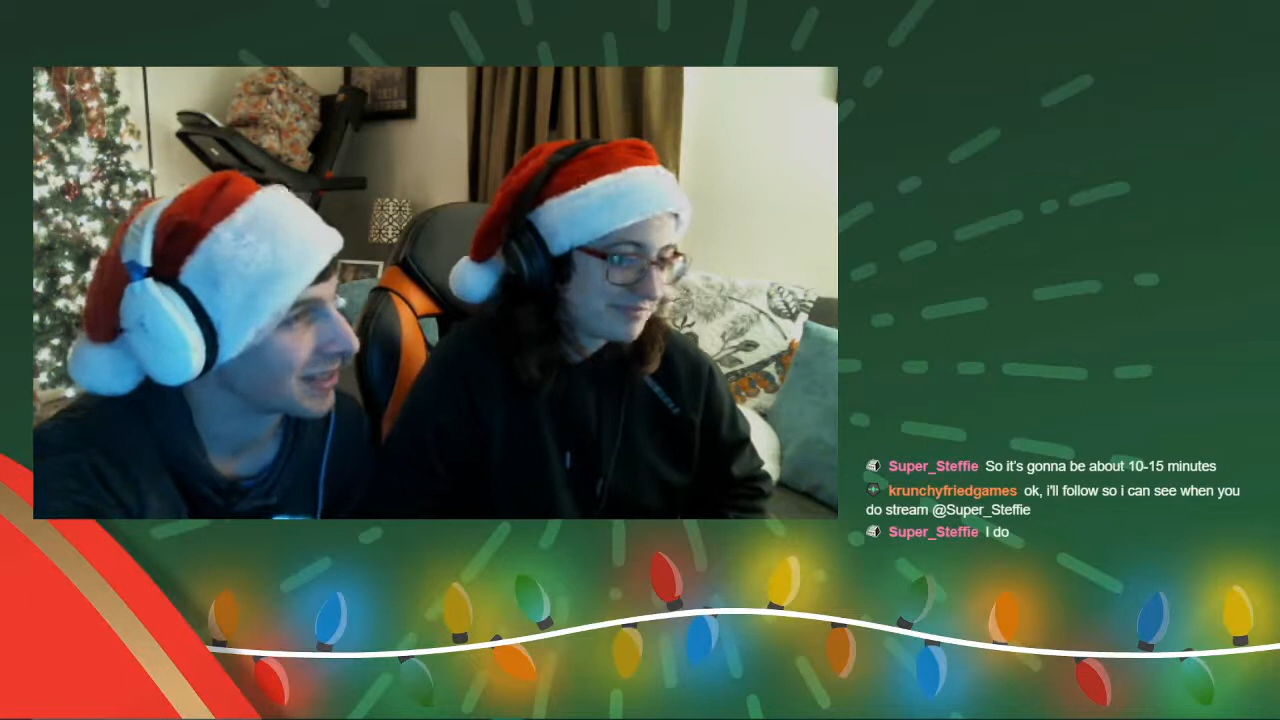 Super_Steffie So it's gonna be about 10-15 minutes
krunchyfriedgames ok, i'll follow so i can see when you
do stream @Super_Steffie
Super_Steffie I do